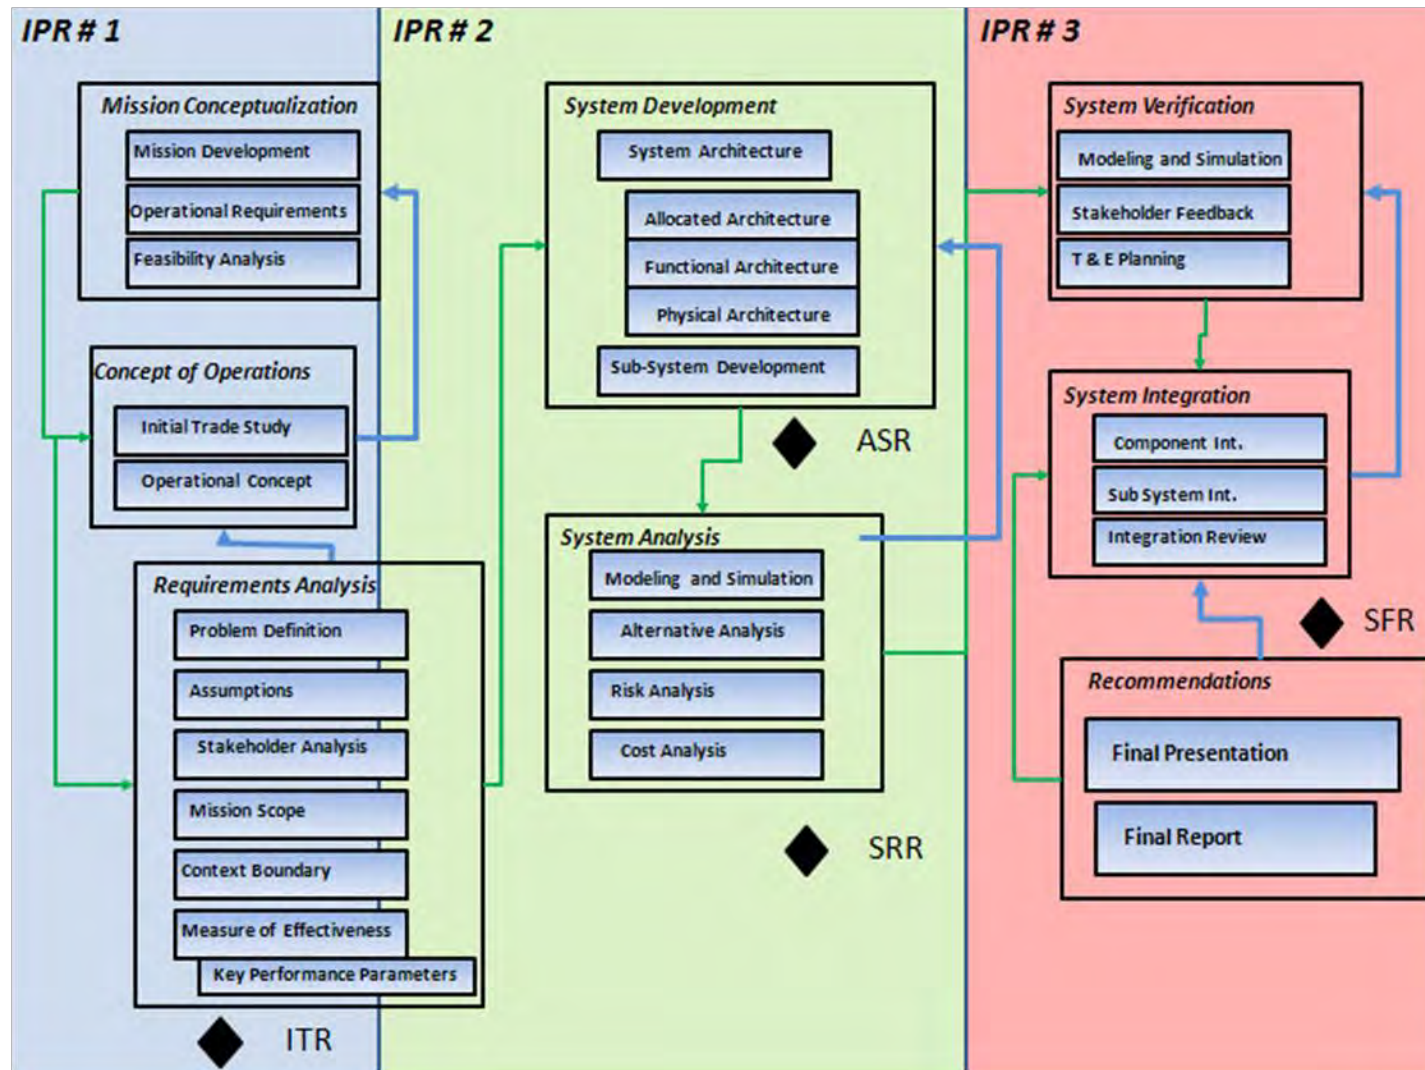 IPR # 1
Mission Conceptualization
Mission Development
Operational Requirements
Feasibility Analysis
Concept of Operations
Initial Trade Study
Operational Concept
Requirements Analysis
Problem Definition
Assumptions
Stakeholder Analysis
Mission Scope
Context Boundary
Measure of Effectiveness
Key Performance Parameters
ITR
IPR # 2
System Development
System Architecture
Allocated Architecture
Functional Architecture
Physical Architecture
Sub-System Development
ASR
System Analysis
Modeling and Simulation
Alternative Analysis
Risk Analysis
Cost Analysis
SRR
IPR # 3
System Verification
Modeling and Simulation
Stakeholder Feedback
T & E Planning
System Integration
Component Int.
Sub System Int.
Integration Review
SFR
Recommendations
Final Presentation
Final Report